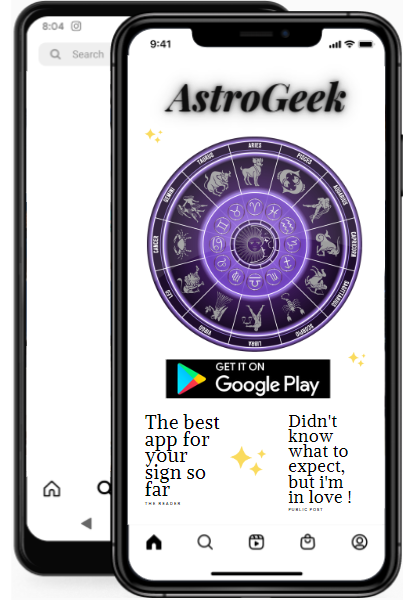 8:04
Search
9:41
AstroGeek
ARIES
PISCES
AQUARIUS
CAPRICORN
SAGITTARIUS
SCORPIO
LIBRA
VIRGO
LEO
CANCER
GEMINI
TAURUS
GET IT ON
Google Play
The best
app for
your
sign so
far
THE READER
Didn't
know
what to
expect,
but i'm
in love !
PUBLIC POST